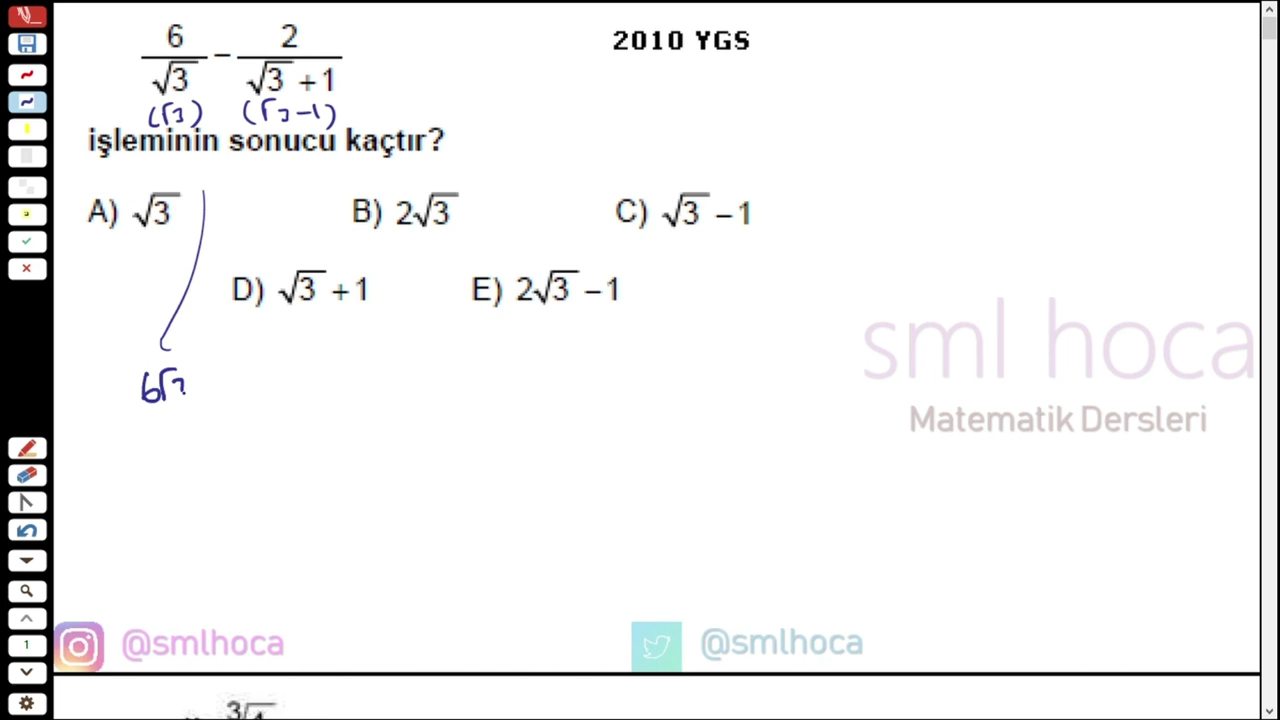 6/√3 − 2/(√3 + 1)
2010 YGS
(√3) (√3 −1)
işleminin sonucu kaçtır?
A) √3 B) 2√3 C) √3 − 1
D) √3 + 1 E) 2√3 − 1
6√3
sml hoca
Matematik Dersleri
@smlhoca @smlhoca
1